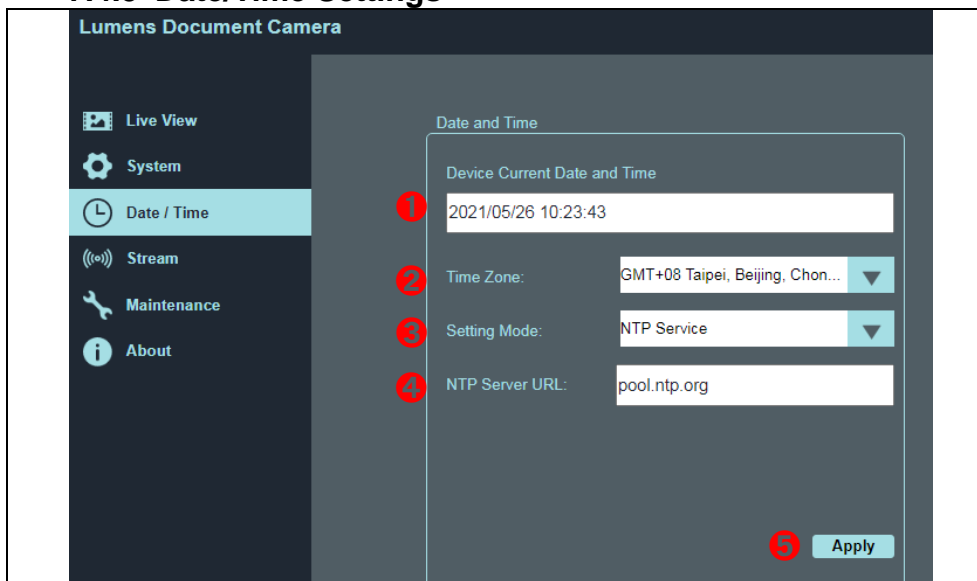 Lumens Document Camera
Live View
System
Date / Time
Stream
Maintenance
About
Date and Time
Device Current Date and Time
1 2021/05/26 10:23:43
2 Time Zone: GMT+08 Taipei, Beijing, Chon...
3 Setting Mode: NTP Service
4 NTP Server URL: pool.ntp.org
5 Apply